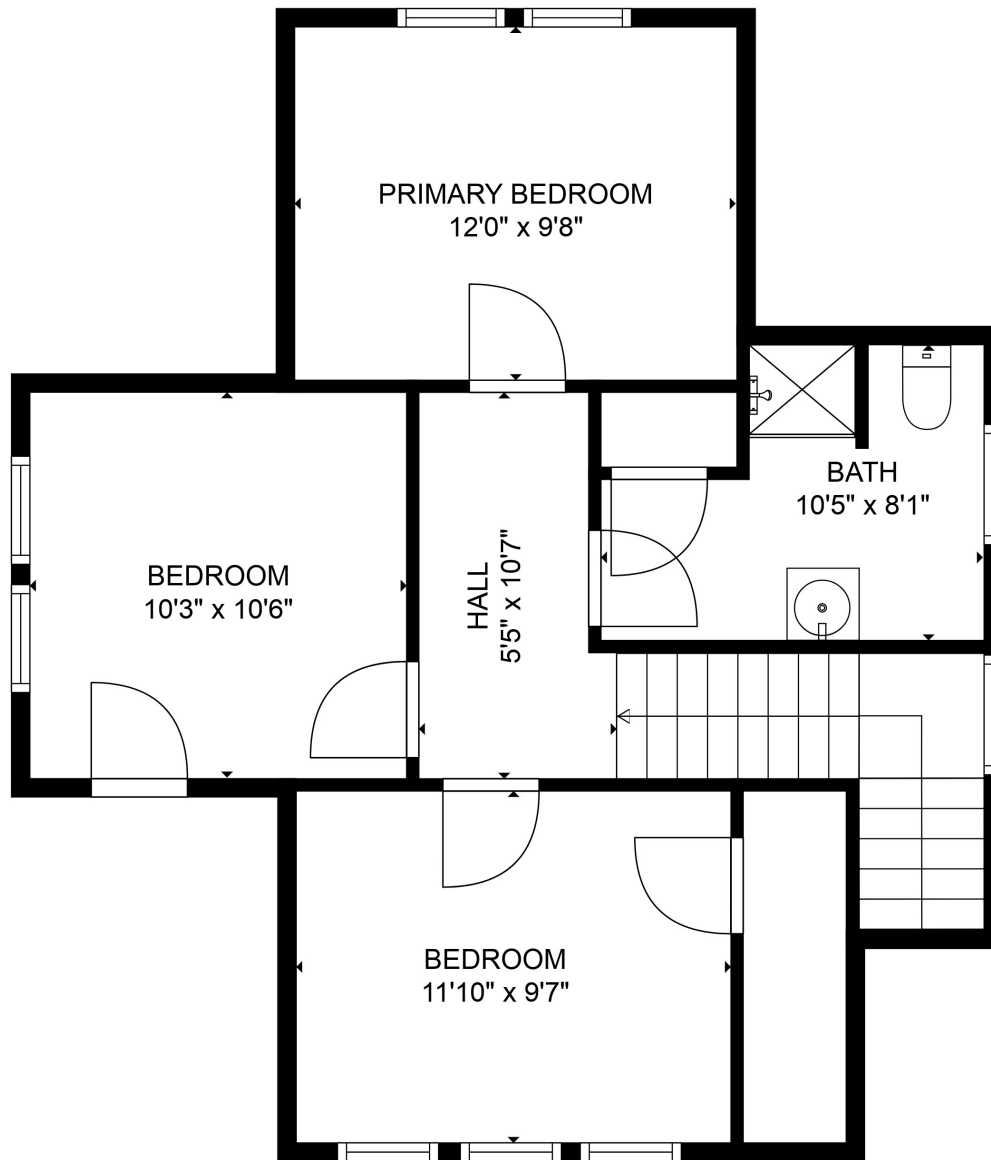 PRIMARY BEDROOM
12'0" x 9'8"
BATH
10'5" x 8'1"
BEDROOM
10'3" x 10'6"
HALL
5'5" x 10'7"
BEDROOM
11'10" x 9'7"